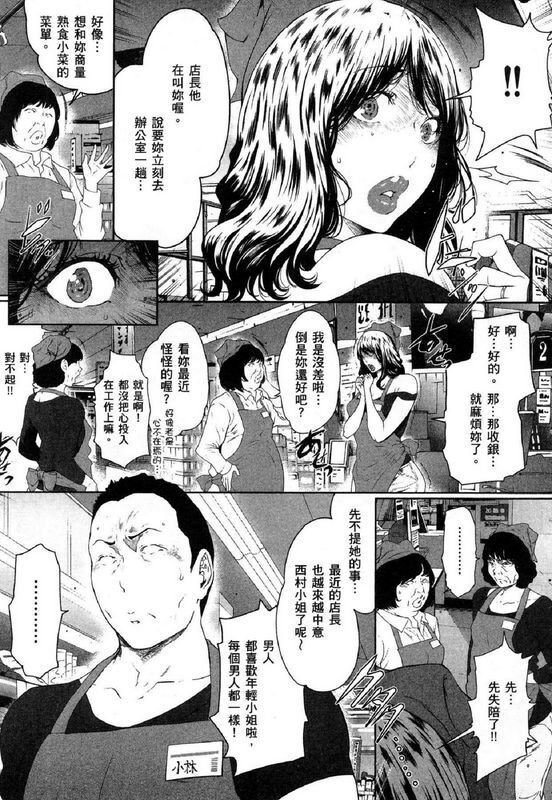 !!
店長他
在叫妳喔。
說要妳立刻去
辦公室一趟…
好像…
想和妳商量
熟食小菜的
菜單。
啊…
好…好的。
那…那收銀…
就麻煩妳了。
2
我是沒差啦…
倒是妳還好吧？
看妳最近
怪怪的喔？
好像老是
心不在焉的…
就是啊！
都沒把心投入
在工作上嘛。
對…
對不起!!
先…
先失陪了！
先不提她的事…
最近的店長
也越來越中意
西村小姐了呢～
男人
都喜歡年輕小姐啦，
每個男人都一樣！
………
………
小林